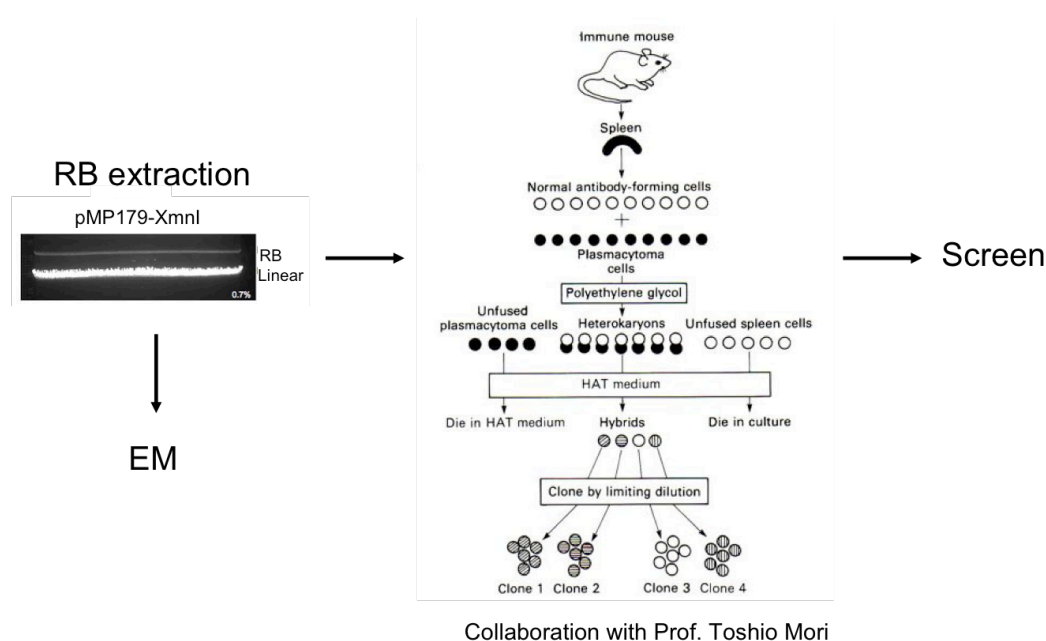 RB extraction
pMP179-XmnI
RB
Linear
0.7%
EM
Immune mouse
Spleen
Normal antibody-forming cells
+
Plasmacytoma
cells
Polyethylene glycol
Unfused
plasmacytoma cells
Heterokaryons
Unfused spleen cells
HAT medium
Die in HAT medium
Hybrids
Die in culture
Clone by limiting dilution
Clone 1
Clone 2
Clone 3
Clone 4
Collaboration with Prof. Toshio Mori
Screen